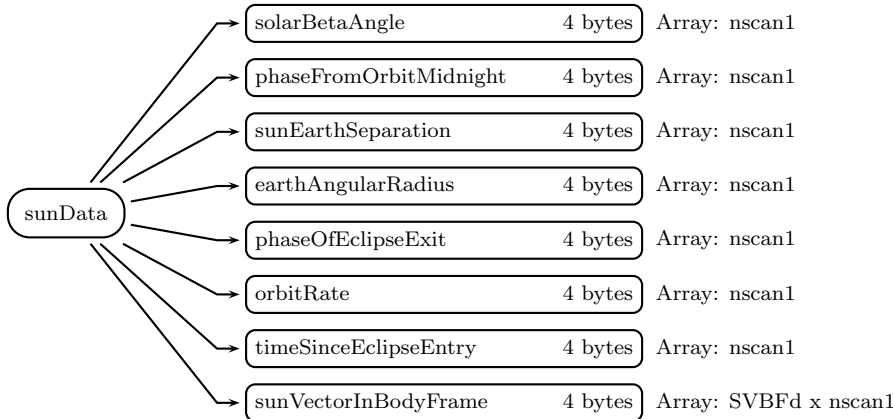 solarBetaAngle 4 bytes Array: nscan1
phaseFromOrbitMidnight 4 bytes Array: nscan1
sunEarthSeparation 4 bytes Array: nscan1
earthAngularRadius 4 bytes Array: nscan1
sunData
phaseOfEclipseExit 4 bytes Array: nscan1
orbitRate 4 bytes Array: nscan1
timeSinceEclipseEntry 4 bytes Array: nscan1
sunVectorInBodyFrame 4 bytes Array: SVBFd x nscan1